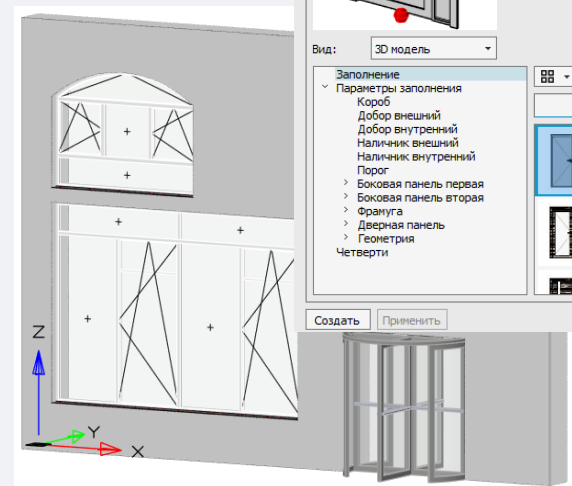 Вид:
3D модель
Заполнение
Параметры заполнения
Короб
Добор внешний
Добор внутренний
Наличник внешний
Наличник внутренний
Порог
Боковая панель первая
Боковая панель вторая
Фрамуга
Дверная панель
Геометрия
Четверти
Создать
Применить
Z
Y
X